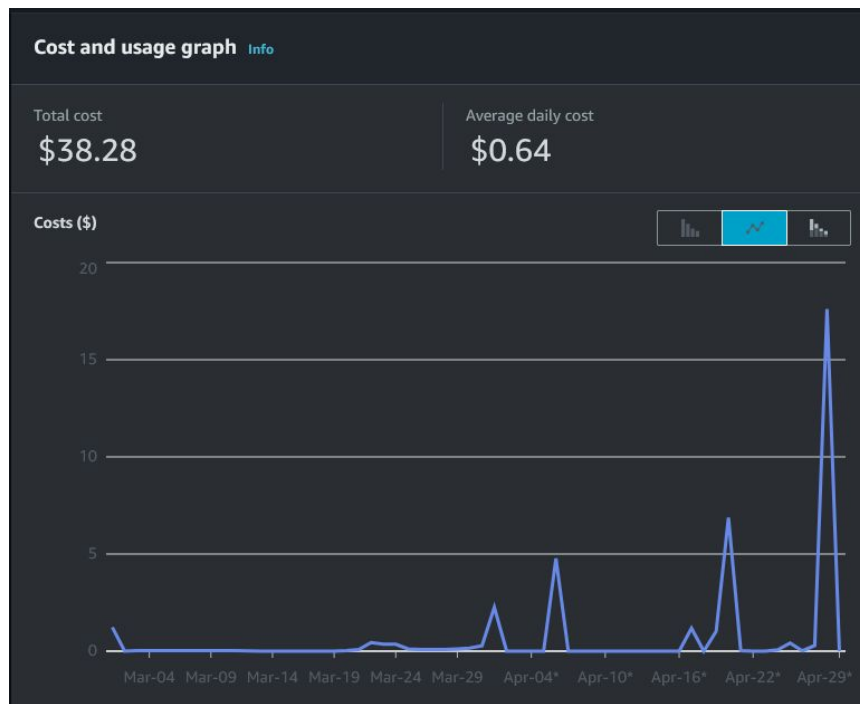 Cost and usage graph Info
Total cost
Average daily cost
$38.28
$0.64
Costs ($)
20
15
10
5
0
Mar-04 Mar-09 Mar-14 Mar-19 Mar-24 Mar-29 Apr-04* Apr-10* Apr-16* Apr-22* Apr-29*